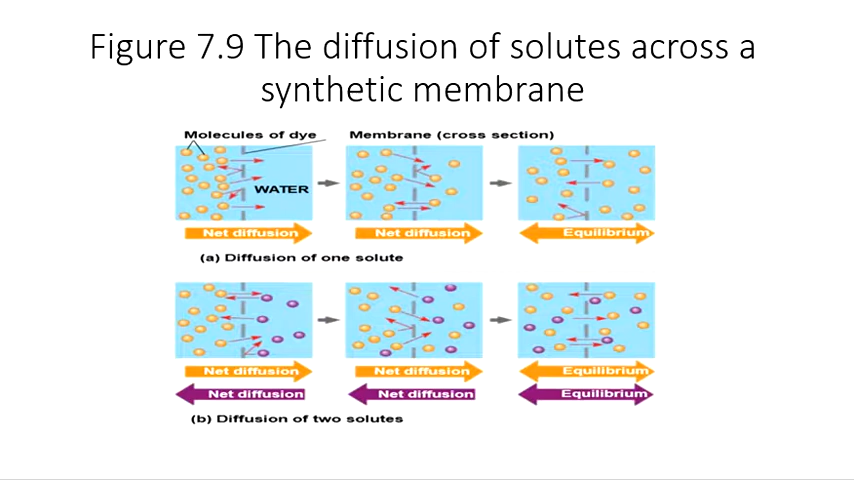 Figure 7.9 The diffusion of solutes across a
synthetic membrane
Molecules of dye
Membrane (cross section)
WATER
Net diffusion
Net diffusion
Equilibrium
(a) Diffusion of one solute
Net diffusion
Net diffusion
Equilibrium
Net diffusion
Net diffusion
Equilibrium
(b) Diffusion of two solutes